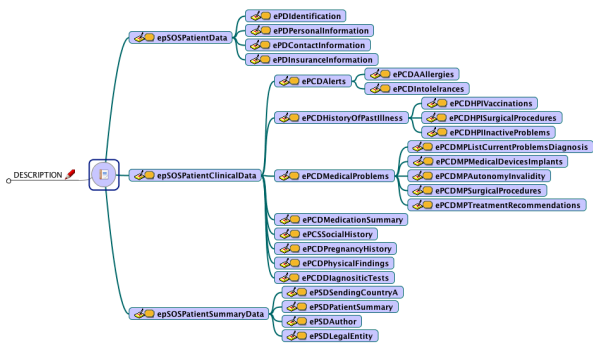 DESCRIPTION
epSOSPatientData
ePDIdentification
ePDPersonalInformation
ePDContactInformation
ePDInsuranceInformation
epSOSPatientClinicalData
ePCDAlerts
ePCDAAllergies
ePCDIntolelrances
ePCDHistoryOfPastIllness
ePCDHPIVaccinations
ePCDHPISurgicalProcedures
ePCDHPIInactiveProblems
ePCDMedicalProblems
ePCDMPListCurrentProblemsDiagnosis
ePCDMPMedicalDevicesImplants
ePCDMPAutonomyInvalidity
ePCDMPSurgicalProcedures
ePCDMPTreatmentRecommendations
ePCDMedicationSummary
ePCSSocialHistory
ePCDPregnancyHistory
ePCDPhysicalFindings
ePCDDIagnositicTests
epSOSPatientSummaryData
ePSDSendingCountryA
ePSDPatientSummary
ePSDAuthor
ePSDLegalEntity